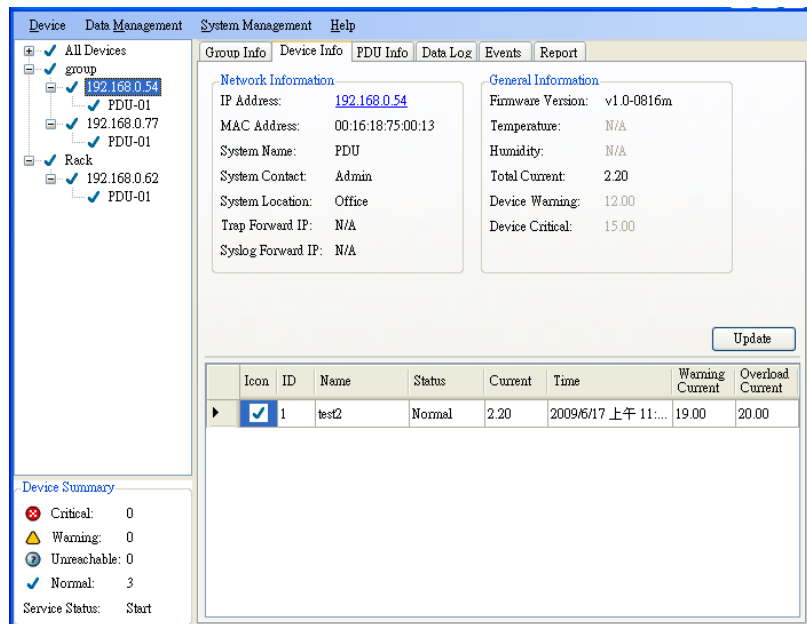 Device Data Management System Management Help
All Devices
group
192.168.0.54
PDU-01
192.168.0.77
PDU-01
Rack
192.168.0.62
PDU-01
Device Summary
Critical: 0
Warning: 0
Unreachable: 0
Normal: 3
Service Status: Start
Group Info Device Info PDU Info Data Log Events Report
Network Information
IP Address: 192.168.0.54
MAC Address: 00:16:18:75:00:13
System Name: PDU
System Contact: Admin
System Location: Office
Trap Forward IP: N/A
Syslog Forward IP: N/A
General Information
Firmware Version: v1.0-0816m
Temperature: N/A
Humidity: N/A
Total Current: 2.20
Device Warning: 12.00
Device Critical: 15.00
Update
Icon ID Name Status Current Time Warning Current Overload Current
1 test2 Normal 2.20 2009/6/17 上午 11:... 19.00 20.00